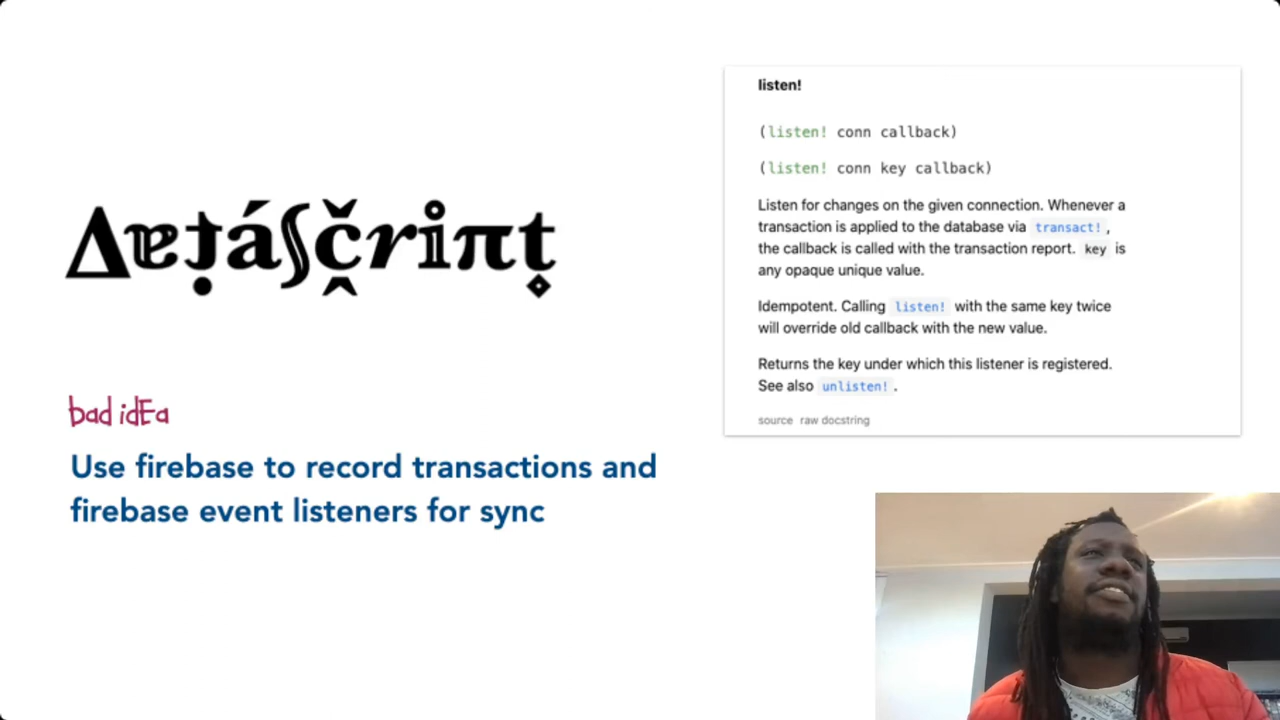 DataScript
bad idEa
Use firebase to record transactions and
firebase event listeners for sync
listen!
(listen! conn callback)
(listen! conn key callback)
Listen for changes on the given connection. Whenever a
transaction is applied to the database via transact! ,
the callback is called with the transaction report. key is
any opaque unique value.
Idempotent. Calling listen! with the same key twice
will override old callback with the new value.
Returns the key under which this listener is registered.
See also unlisten! .
source raw docstring